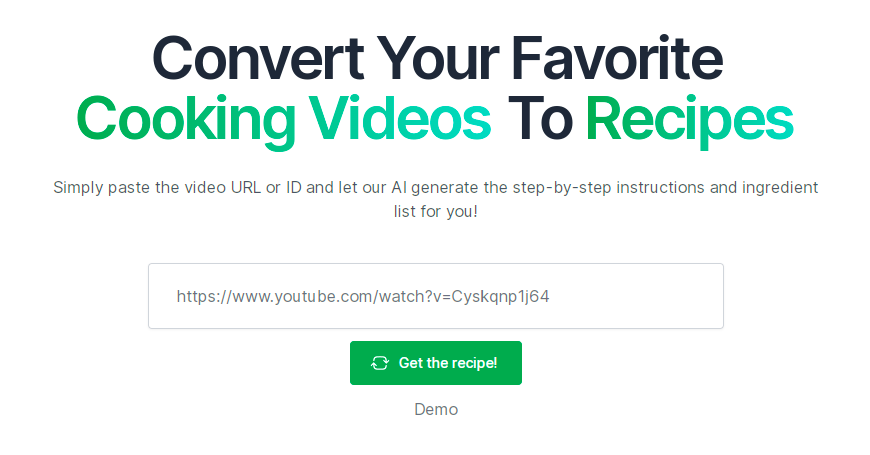 Convert Your Favorite
Cooking Videos To Recipes
Simply paste the video URL or ID and let our AI generate the step-by-step instructions and ingredient
list for you!
https://www.youtube.com/watch?v=Cyskqnp1j64
Get the recipe!
Demo